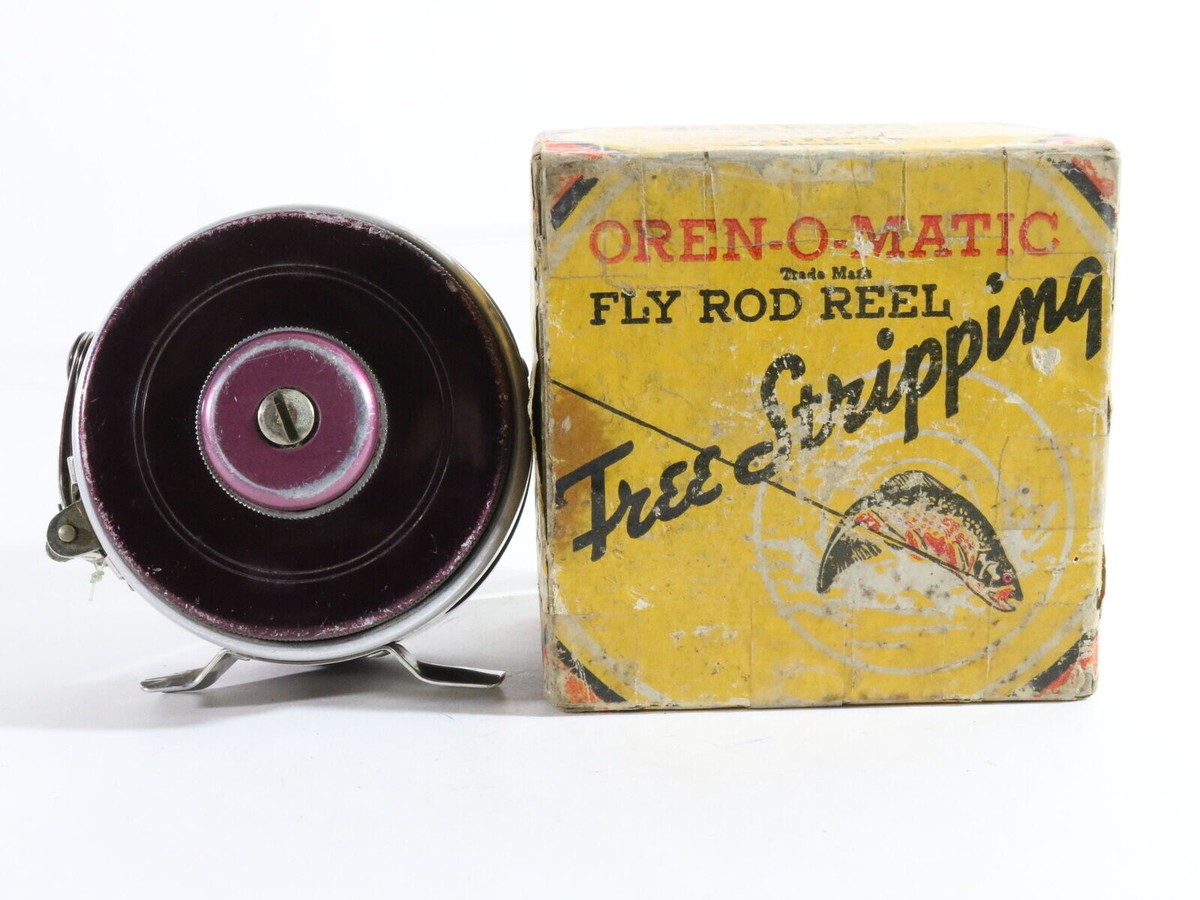 OREN-O-MATIC
Trade Mark
FLY ROD REEL
Free Stripping